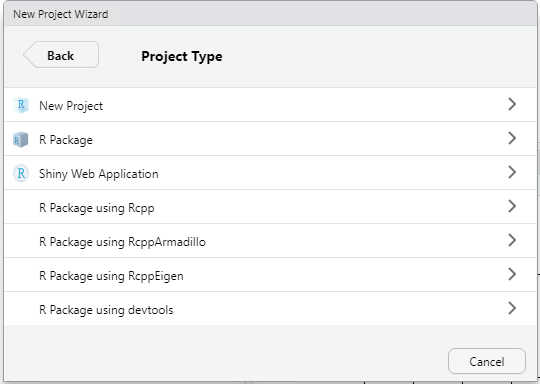 New Project Wizard
Back
Project Type
R New Project
R R Package
R Shiny Web Application
R Package using Rcpp
R Package using RcppArmadillo
R Package using RcppEigen
R Package using devtools
Cancel